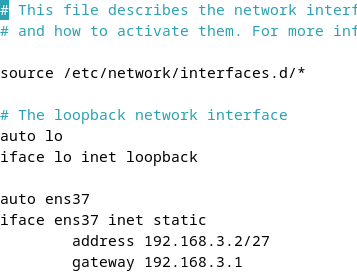 # This file describes the network
# and how to activate them. For more

source /etc/network/interfaces.d/*

# The loopback network interface
auto lo
iface lo inet loopback

auto ens37
iface ens37 inet static
        address 192.168.3.2/27
        gateway 192.168.3.1